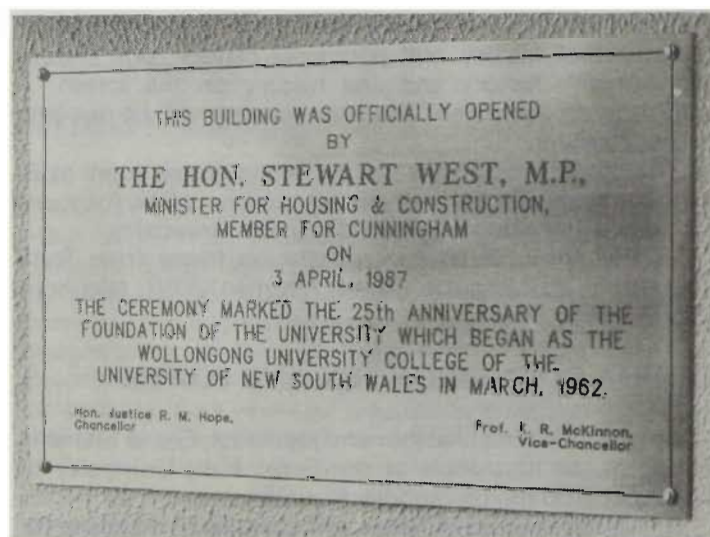 THIS BUILDING WAS OFFICIALLY OPENED
BY
THE HON. STEWART WEST, M.P.,
MINISTER FOR HOUSING & CONSTRUCTION,
MEMBER FOR CUNNINGHAM
ON
3 APRIL, 1987
THE CEREMONY MARKED THE 25th ANNIVERSARY OF THE
FOUNDATION OF THE UNIVERSITY WHICH BEGAN AS THE
WOLLONGONG UNIVERSITY COLLEGE OF THE
UNIVERSITY OF NEW SOUTH WALES IN MARCH, 1962.
Hon. Justice R. M. Hope,
Chancellor
Prof. K. R. McKinnon,
Vice-Chancellor